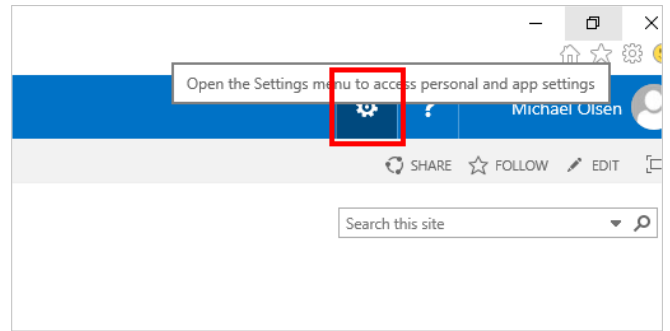 Open the Settings menu to access personal and app settings
? Michael Olsen
SHARE FOLLOW EDIT
Search this site